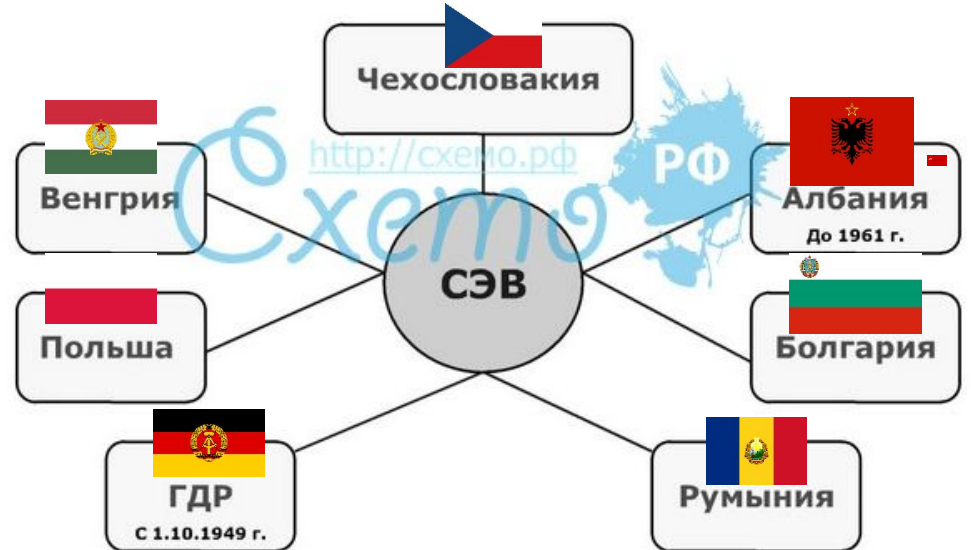 Чехословакия
http://схемо.рф
Схемо
РФ
Венгрия
Албания
До 1961 г.
СЭВ
Польша
Болгария
ГДР
С 1.10.1949 г.
Румыния